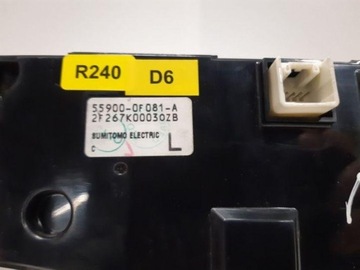 R240 D6
55900-0F081-A
2F267K00030ZB
SUMITOMO ELECTRIC
C L